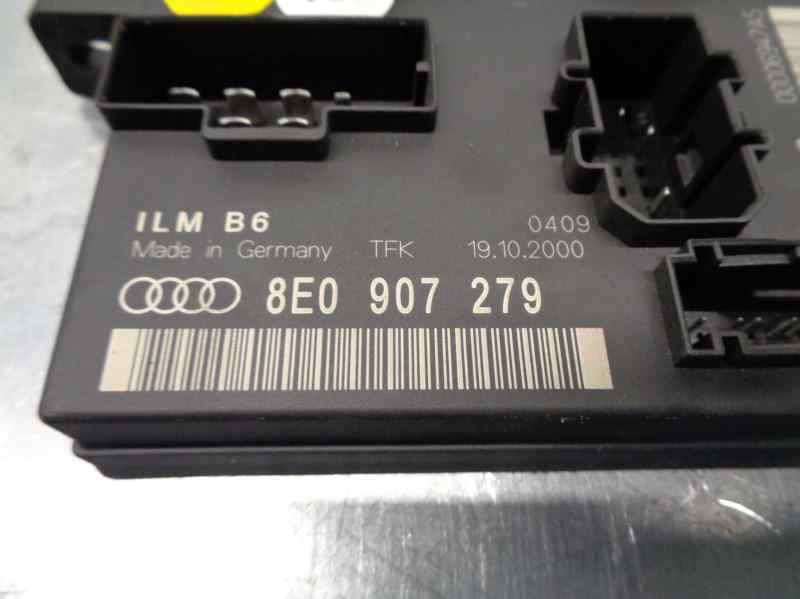 ILM B6 0409
Made in Germany TFK 19.10.2000
8E0 907 279